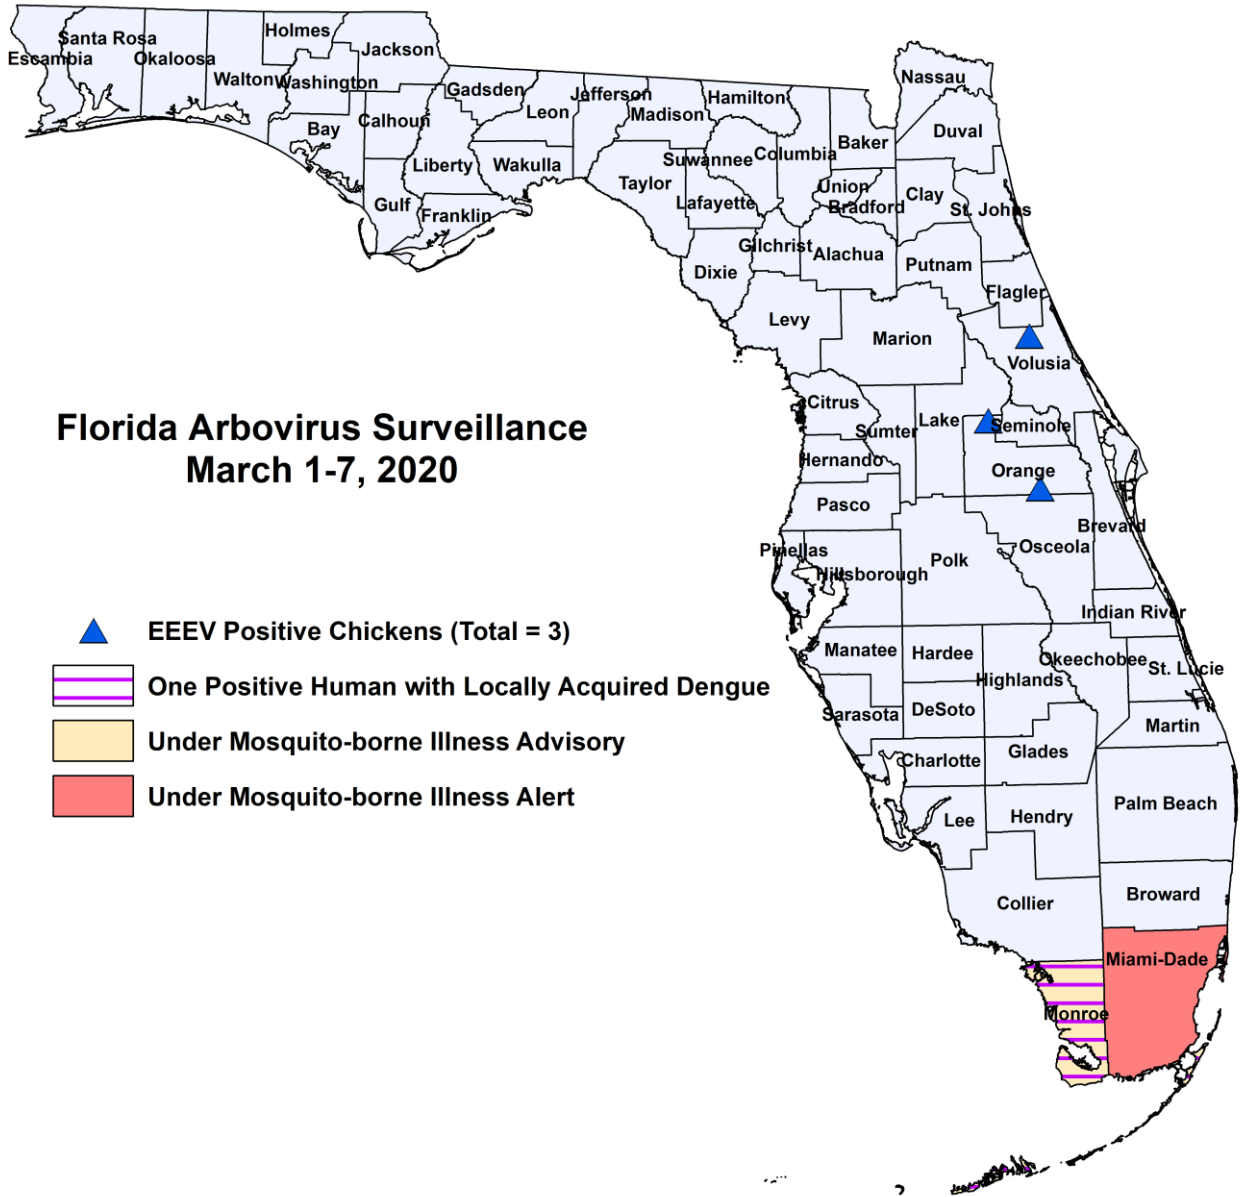 Holmes
Santa Rosa
Jackson
Escambia
Okaloosa
Walton
Washington
Gadsden
Jefferson
Hamilton
Nassau
Leon
Madison
Calhoun
Bay
Duval
Baker
Suwannee
Columbia
Liberty
Wakulla
Taylor
Union
Clay
Lafayette
Bradford
St. Johns
Gulf
Franklin
Gilchrist
Alachua
Dixie
Putnam
Flagler
Levy
Marion
Volusia
Citrus
Lake
Sumter
Seminole
Florida Arbovirus Surveillance
March 1-7, 2020
Hernando
Orange
Pasco
Brevard
Pinellas
Osceola
Polk
Hillsborough
Indian River
EEEV Positive Chickens (Total = 3)
Manatee
Hardee
Okeechobee
St. Lucie
Highlands
One Positive Human with Locally Acquired Dengue
Sarasota
DeSoto
Martin
Under Mosquito-borne Illness Advisory
Glades
Charlotte
Under Mosquito-borne Illness Alert
Palm Beach
Lee
Hendry
Broward
Collier
Miami-Dade
Monroe